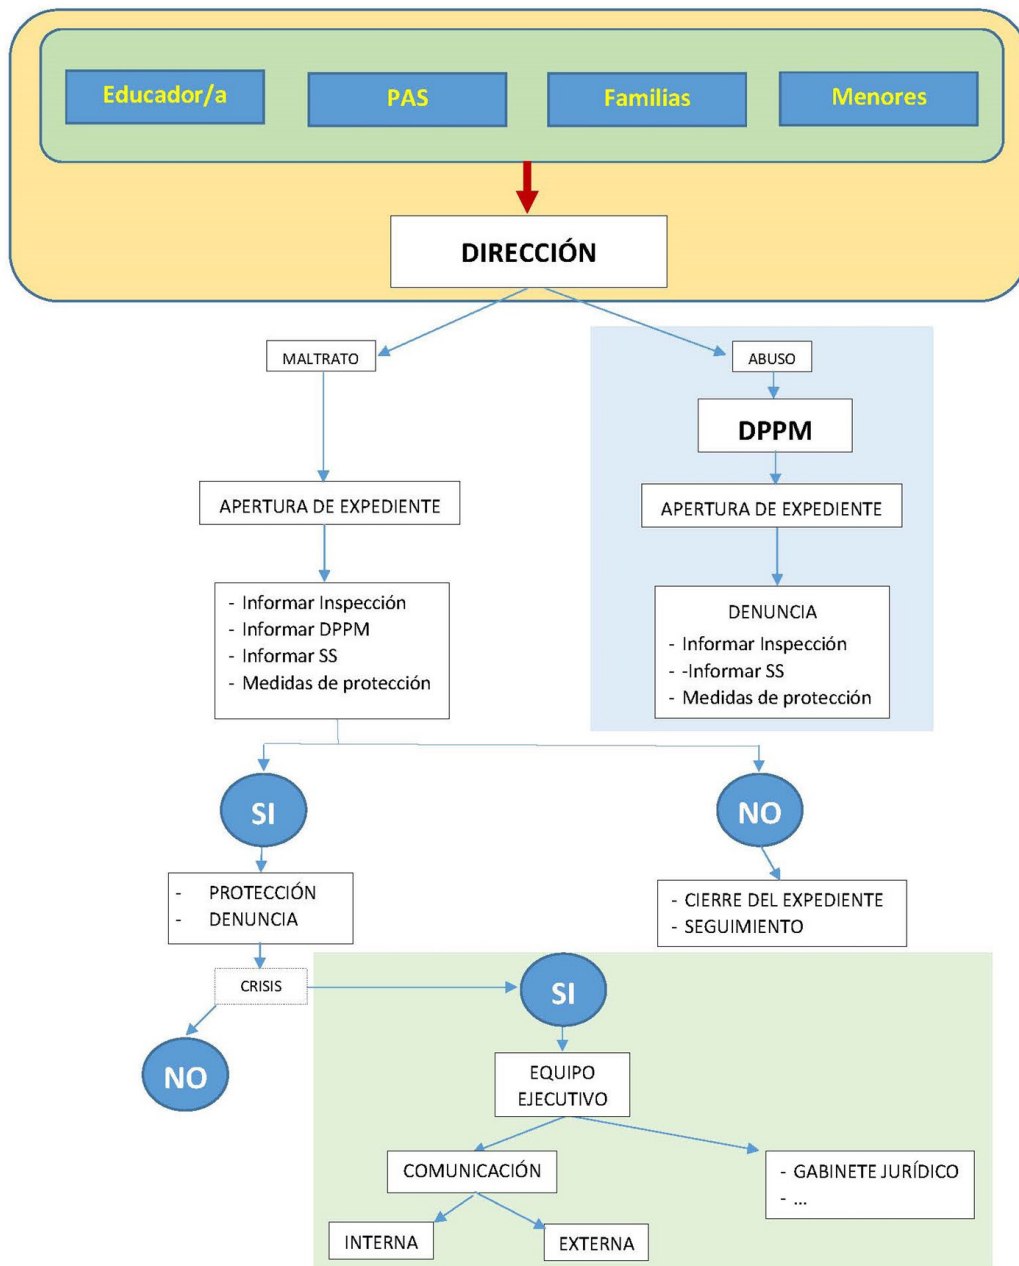 Educador/a
PAS
Familias
Menores
DIRECCIÓN
MALTRATO
ABUSO
DPPM
APERTURA DE EXPEDIENTE
APERTURA DE EXPEDIENTE
- Informar Inspección
- Informar DPPM
- Informar SS
- Medidas de protección
DENUNCIA
- Informar Inspección
- -Informar SS
- Medidas de protección
SI
NO
- PROTECCIÓN
- DENUNCIA
- CIERRE DEL EXPEDIENTE
- SEGUIMIENTO
CRISIS
SI
NO
EQUIPO
EJECUTIVO
COMUNICACIÓN
- GABINETE JURÍDICO
- ...
INTERNA
EXTERNA